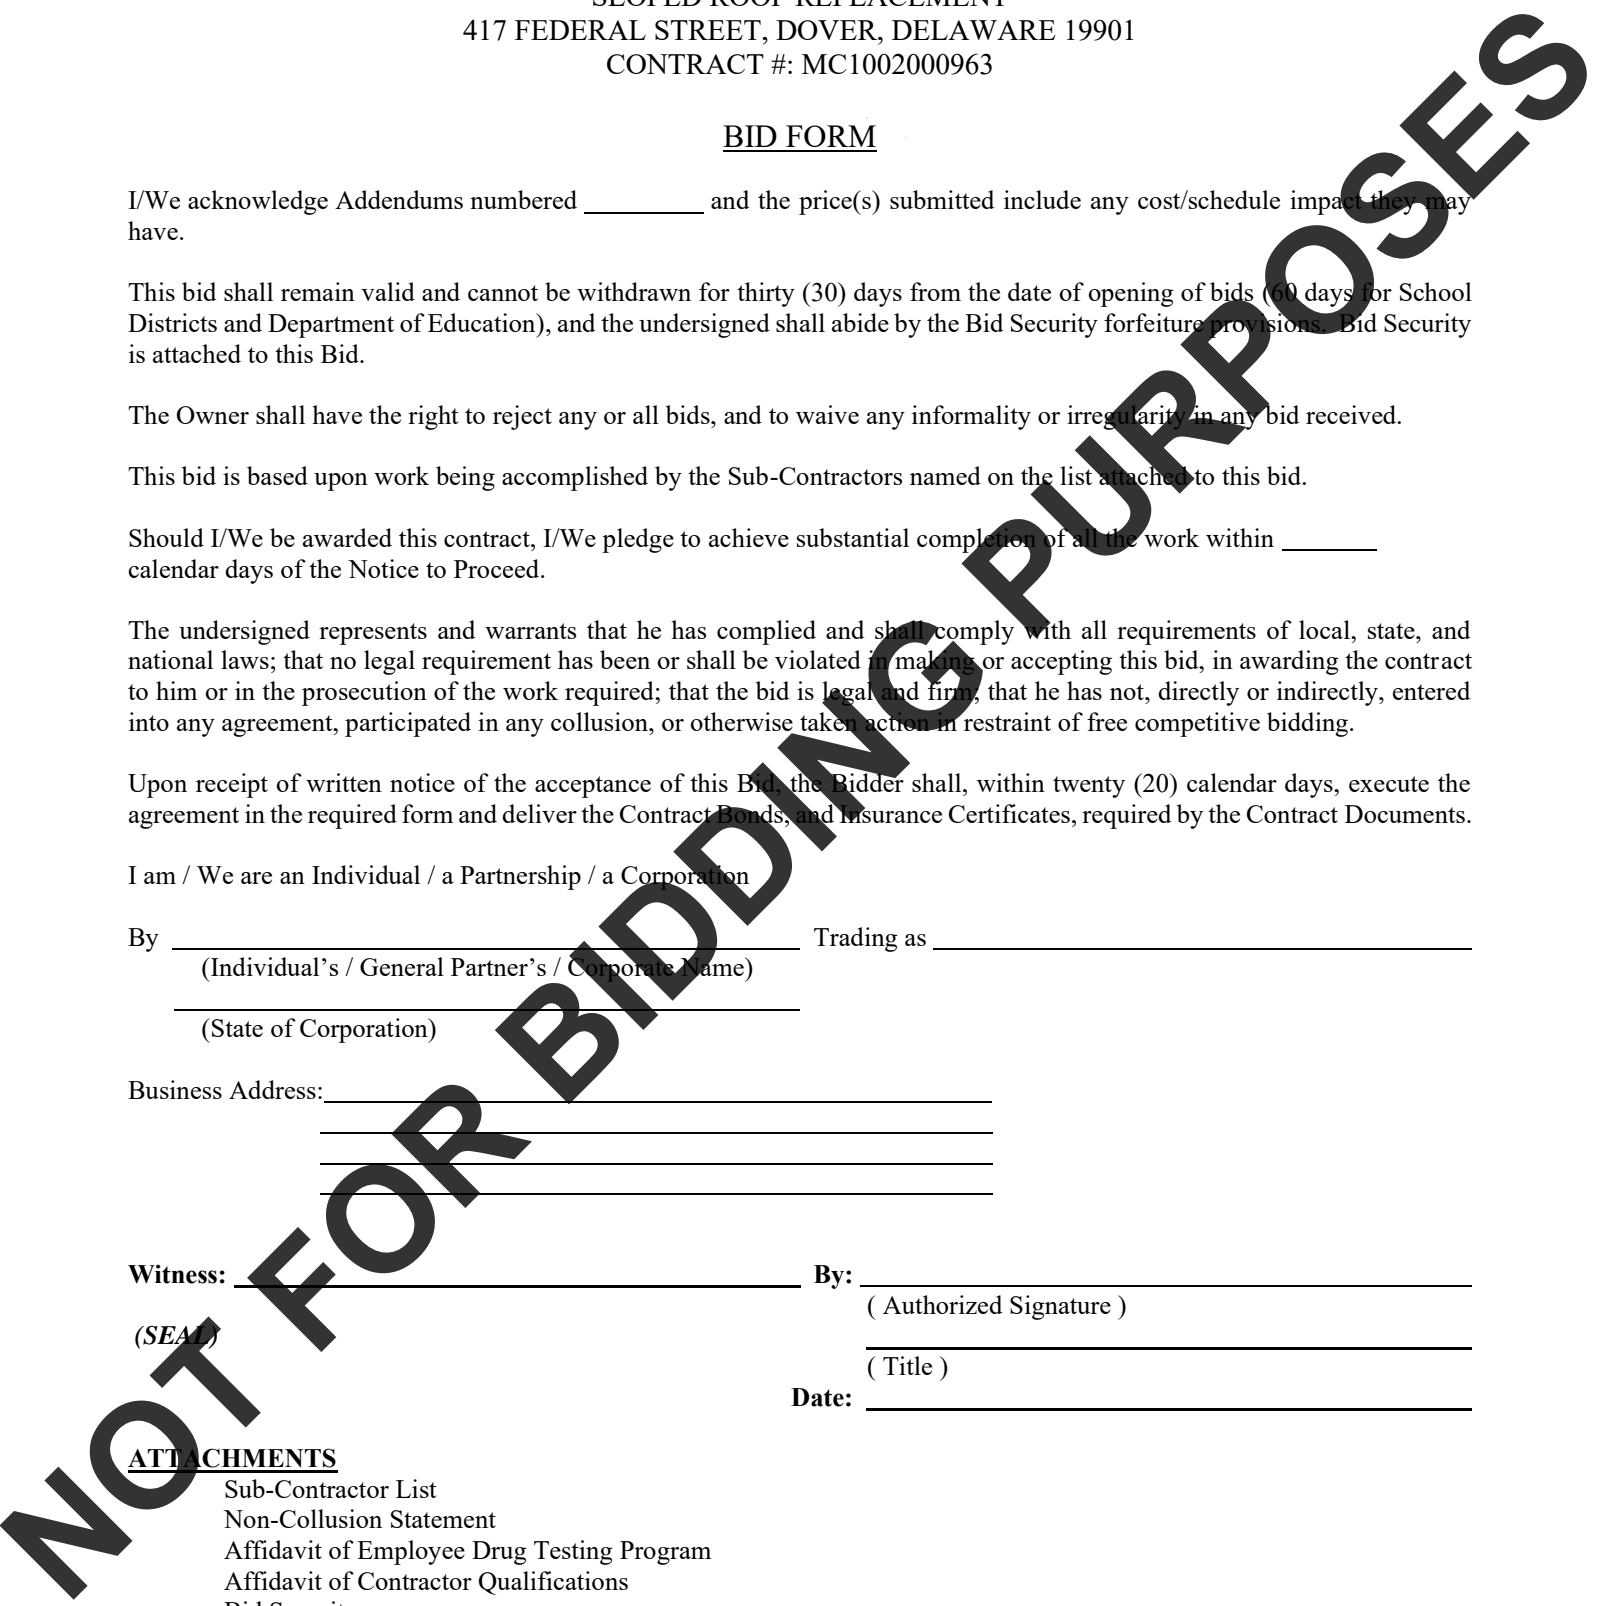 SLOPED ROOF REPLACEMENT
417 FEDERAL STREET, DOVER, DELAWARE 19901
CONTRACT #: MC1002000963
BID FORM
I/We acknowledge Addendums numbered ________ and the price(s) submitted include any cost/schedule impact they may
have.
This bid shall remain valid and cannot be withdrawn for thirty (30) days from the date of opening of bids (60 days for School
Districts and Department of Education), and the undersigned shall abide by the Bid Security forfeiture provisions. Bid Security
is attached to this Bid.
The Owner shall have the right to reject any or all bids, and to waive any informality or irregularity in any bid received.
This bid is based upon work being accomplished by the Sub-Contractors named on the list attached to this bid.
Should I/We be awarded this contract, I/We pledge to achieve substantial completion of all the work within _______
calendar days of the Notice to Proceed.
The undersigned represents and warrants that he has complied and shall comply with all requirements of local, state, and
national laws; that no legal requirement has been or shall be violated in making or accepting this bid, in awarding the contract
to him or in the prosecution of the work required; that the bid is legal and firm; that he has not, directly or indirectly, entered
into any agreement, participated in any collusion, or otherwise taken action in restraint of free competitive bidding.
Upon receipt of written notice of the acceptance of this Bid, the Bidder shall, within twenty (20) calendar days, execute the
agreement in the required form and deliver the Contract Bonds, and Insurance Certificates, required by the Contract Documents.
I am / We are an Individual / a Partnership / a Corporation
By ________ Trading as ________
(Individual’s / General Partner’s / Corporate Name)
(State of Corporation)
Business Address: ________
Witness: ________ By: ________
( Authorized Signature )
(SEAL)
( Title )
Date: ________
ATTACHMENTS
Sub-Contractor List
Non-Collusion Statement
Affidavit of Employee Drug Testing Program
Affidavit of Contractor Qualifications
Bid Security
NOT FOR BIDDING PURPOSES